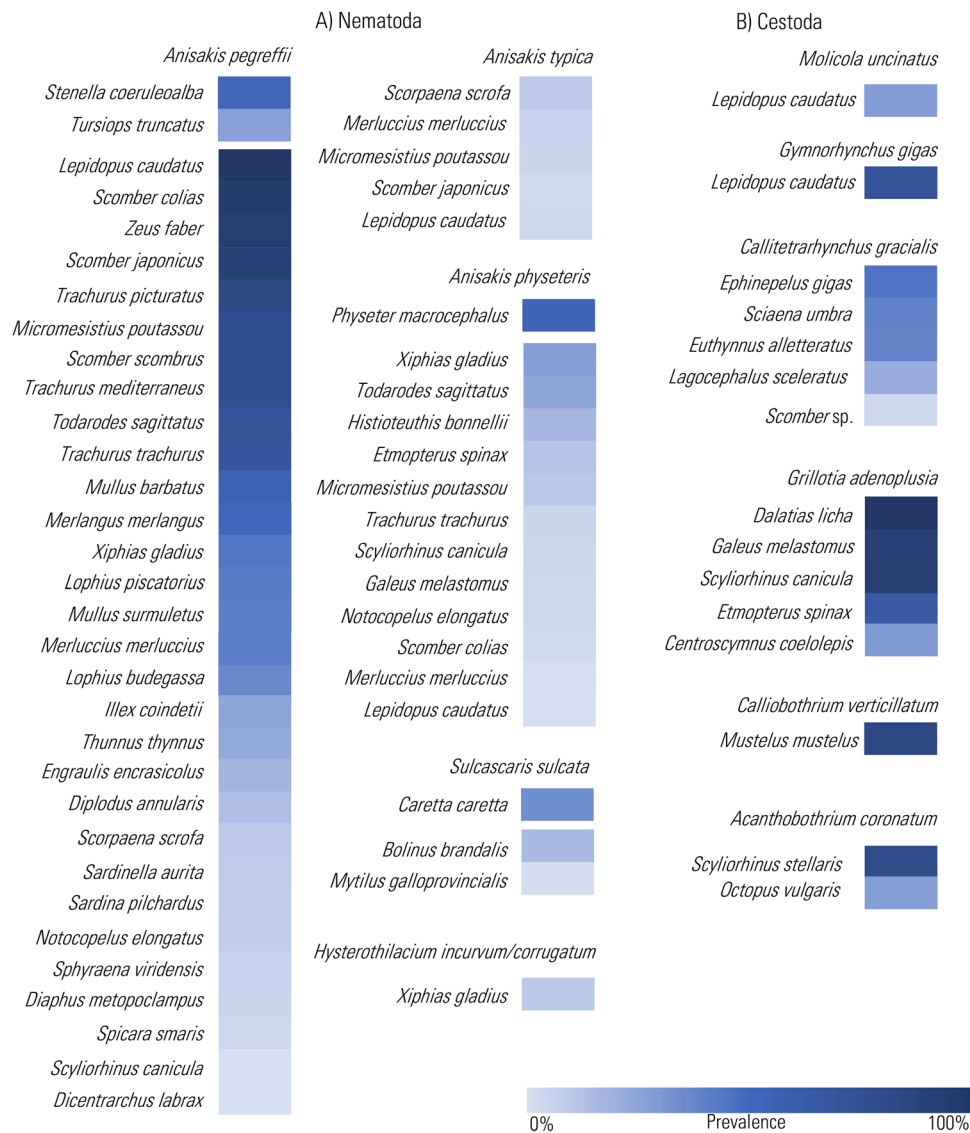 A) Nematoda
Anisakis pegreffii
Stenella coeruleoalba
Tursiops truncatus
Lepidopus caudatus
Scomber colias
Zeus faber
Scomber japonicus
Trachurus picturatus
Micromesistius poutassou
Scomber scombrus
Trachurus mediterraneus
Todarodes sagittatus
Trachurus trachurus
Mullus barbatus
Merlangus merlangus
Xiphias gladius
Lophius piscatorius
Mullus surmuletus
Merluccius merluccius
Lophius budegassa
Illex coindetii
Thunnus thynnus
Engraulis encrasicolus
Diplodus annularis
Scorpaena scrofa
Sardinella aurita
Sardina pilchardus
Notocopelus elongatus
Sphyraena viridensis
Diaphus metopoclampus
Spicara smaris
Scyliorhinus canicula
Dicentrarchus labrax
Anisakis typica
Scorpaena scrofa
Merluccius merluccius
Micromesistius poutassou
Scomber japonicus
Lepidopus caudatus
Anisakis physeteris
Physeter macrocephalus
Xiphias gladius
Todarodes sagittatus
Histioteuthis bonnellii
Etmopterus spinax
Micromesistius poutassou
Trachurus trachurus
Scyliorhinus canicula
Galeus melastomus
Notocopelus elongatus
Scomber colias
Merluccius merluccius
Lepidopus caudatus
Sulcascaris sulcata
Caretta caretta
Bolinus brandalis
Mytilus galloprovincialis
Hysterothilacium incurvum/corrugatum
Xiphias gladius
B) Cestoda
Molicola uncinatus
Lepidopus caudatus
Gymnorhynchus gigas
Lepidopus caudatus
Callitetrarhynchus gracialis
Ephinepelus gigas
Sciaena umbra
Euthynnus alletteratus
Lagocephalus sceleratus
Scomber sp.
Grillotia adenoplusia
Dalatias licha
Galeus melastomus
Scyliorhinus canicula
Etmopterus spinax
Centroscymnus coelolepis
Calliobothrium verticillatum
Mustelus mustelus
Acanthobothrium coronatum
Scyliorhinus stellaris
Octopus vulgaris
0% Prevalence 100%